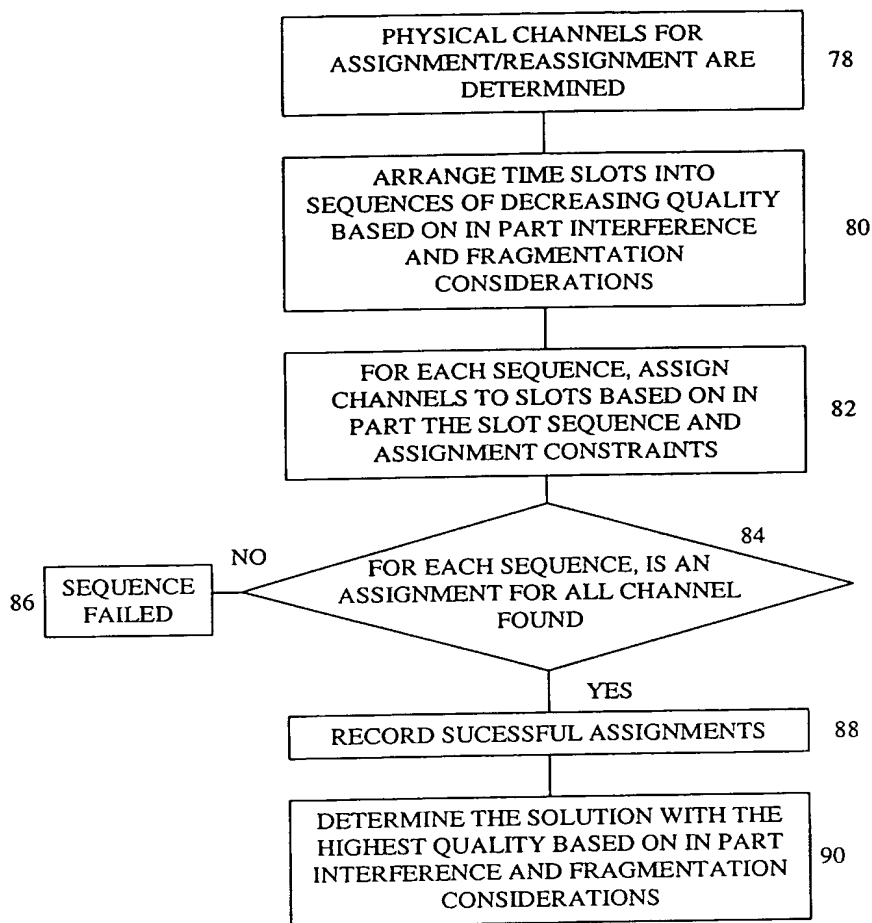 PHYSICAL CHANNELS FOR
ASSIGNMENT/REASSIGNMENT ARE
DETERMINED
78
ARRANGE TIME SLOTS INTO
SEQUENCES OF DECREASING QUALITY
BASED ON IN PART INTERFERENCE
AND FRAGMENTATION
CONSIDERATIONS
80
FOR EACH SEQUENCE, ASSIGN
CHANNELS TO SLOTS BASED ON IN
PART THE SLOT SEQUENCE AND
ASSIGNMENT CONSTRAINTS
82
84
FOR EACH SEQUENCE, IS AN
ASSIGNMENT FOR ALL CHANNEL
FOUND
NO
86
SEQUENCE
FAILED
YES
RECORD SUCESSFUL ASSIGNMENTS
88
DETERMINE THE SOLUTION WITH THE
HIGHEST QUALITY BASED ON IN PART
INTERFERENCE AND FRAGMENTATION
CONSIDERATIONS
90